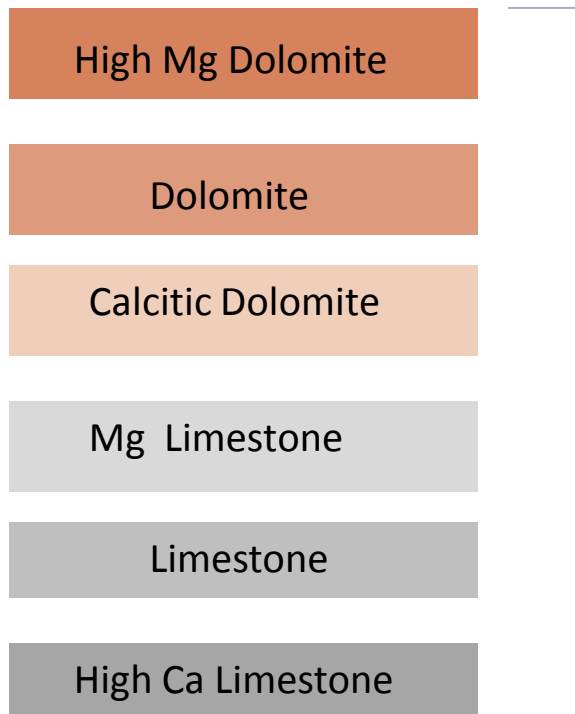 High Mg Dolomite
Dolomite
Calcitic Dolomite
Mg  Limestone
Limestone
High Ca Limestone